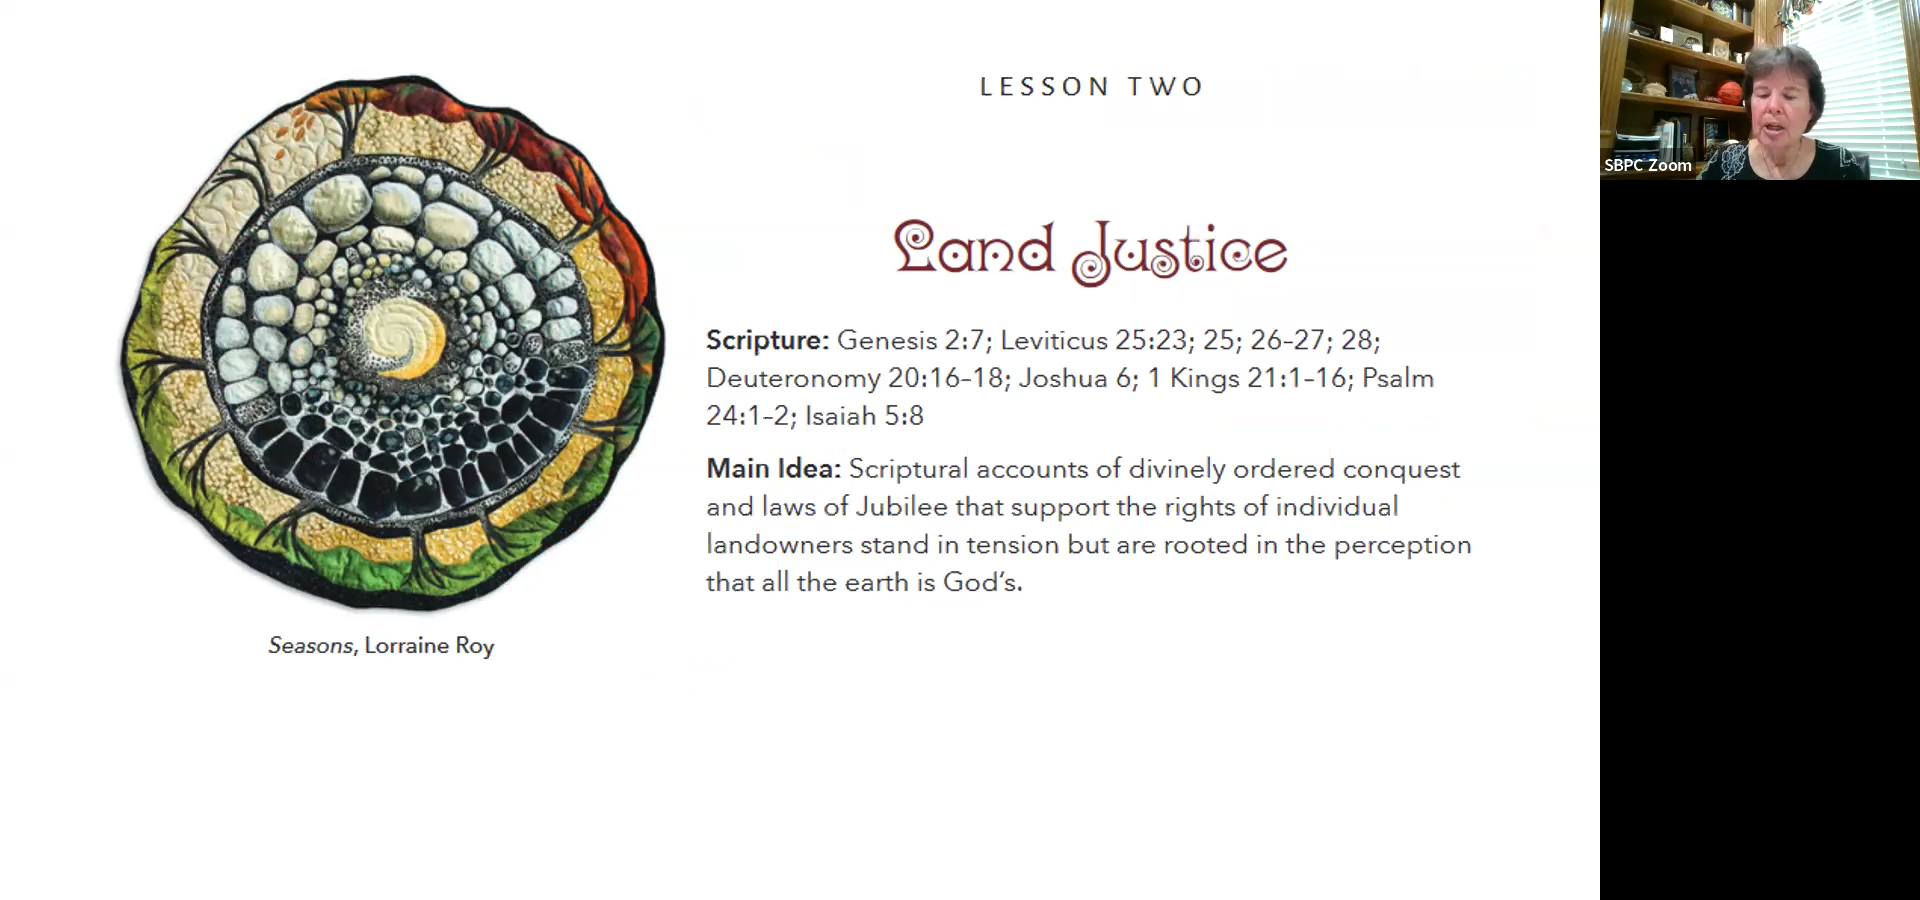 LESSON TWO
Land Justice
Scripture: Genesis 2:7; Leviticus 25:23; 25; 26–27; 28;
Deuteronomy 20:16–18; Joshua 6; 1 Kings 21:1–16; Psalm
24:1–2; Isaiah 5:8
Main Idea: Scriptural accounts of divinely ordered conquest
and laws of Jubilee that support the rights of individual
landowners stand in tension but are rooted in the perception
that all the earth is God’s.
Seasons, Lorraine Roy
SBPC Zoom